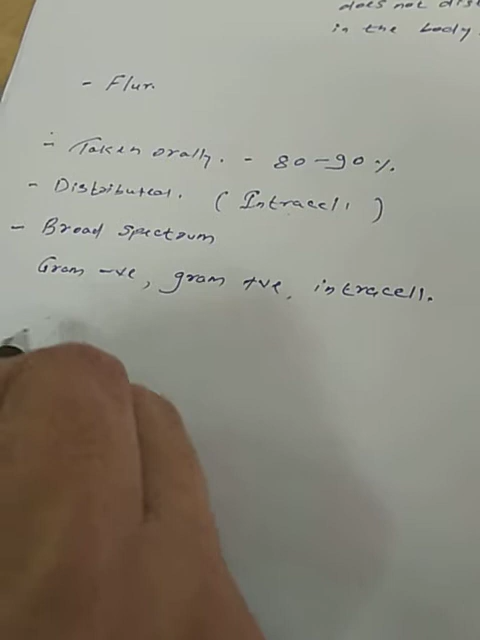 does not
in the body.
- Flur.
- Taken orally. - 80-90%.
- Distributed. (Intracell.)
- Broad spectrum
Gram -ve, gram +ve, intracell.